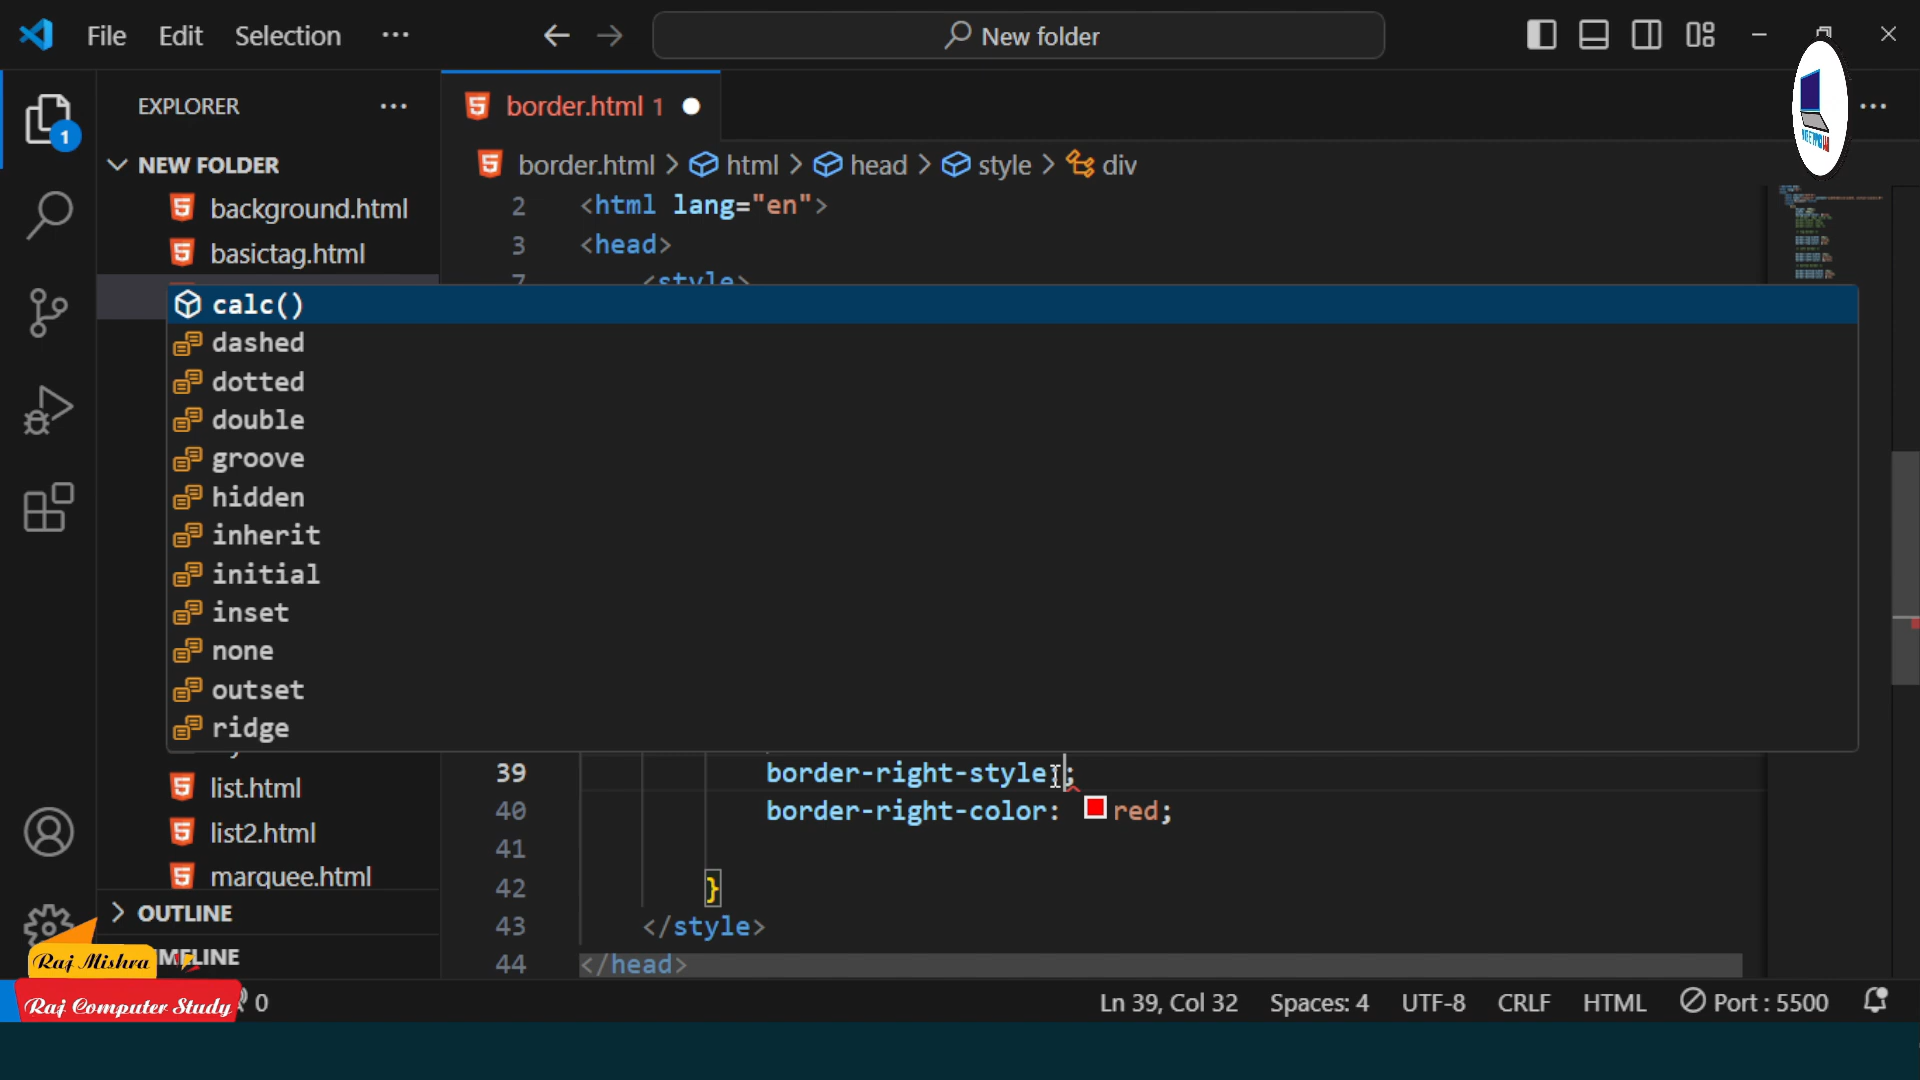 File Edit Selection ···
New folder
EXPLORER ···
border.html 1 ● ···
1
NEW FOLDER
border.html > html > head > style > div
background.html
basictag.html
2 <html lang="en">
3 <head>
7 <style>
calc()
dashed
dotted
double
groove
hidden
inherit
initial
inset
none
outset
ridge
39 border-right-style:;
40 border-right-color: red;
41
42 }
43 </style>
44 </head>
list.html
list2.html
marquee.html
OUTLINE
MELINE
Raj Mishra
Raj Computer Study
0
Ln 39, Col 32 Spaces: 4 UTF-8 CRLF HTML Port : 5500